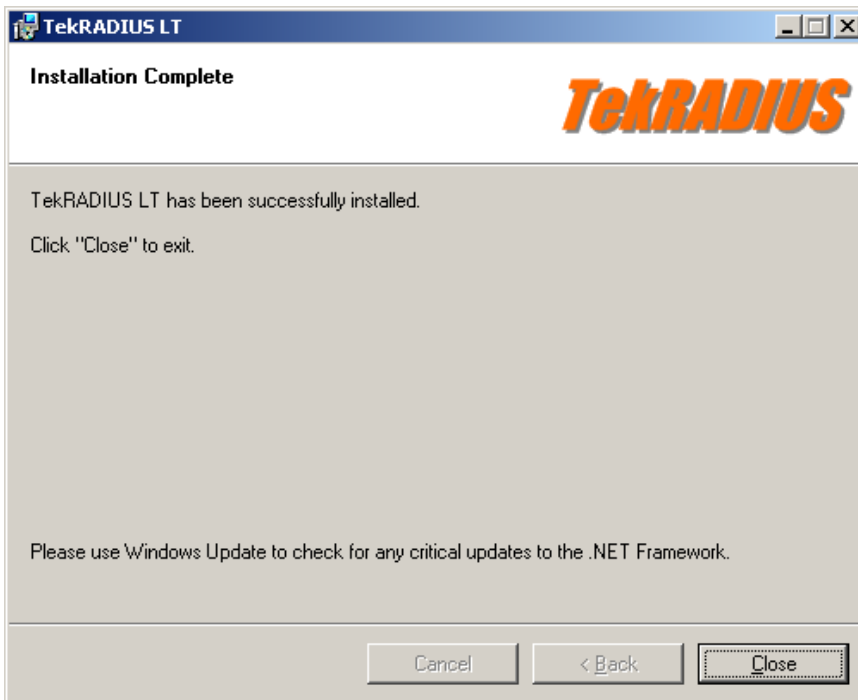 TekRADIUS LT
Installation Complete
TekRADIUS
TekRADIUS LT has been successfully installed.
Click "Close" to exit.
Please use Windows Update to check for any critical updates to the .NET Framework.
Cancel
< Back
Close